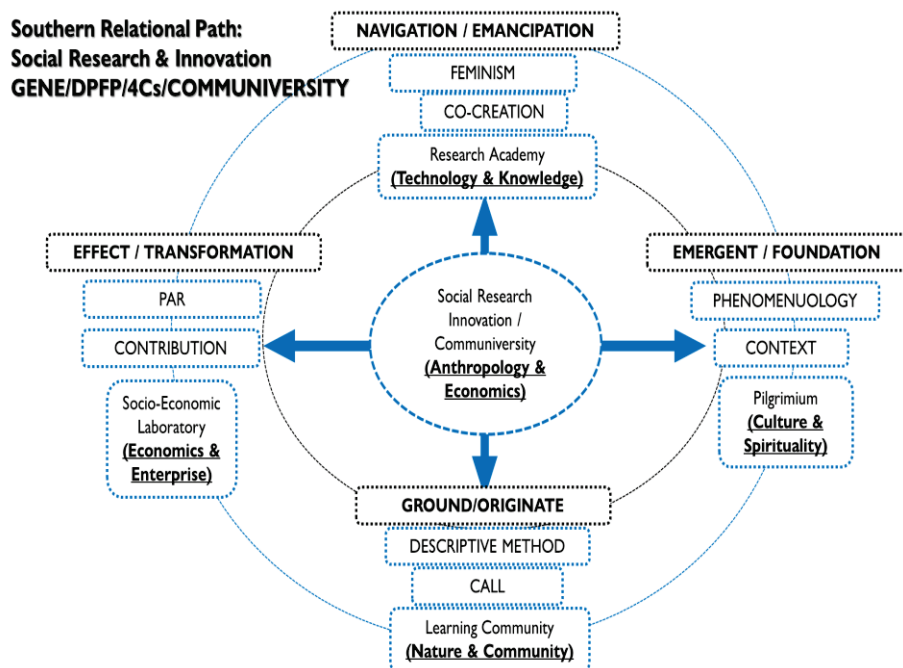 Southern Relational Path:
Social Research & Innovation
GENE/DPFP/4Cs/COMMUNIVERSITY
NAVIGATION / EMANCIPATION
FEMINISM
CO-CREATION
Research Academy
(Technology & Knowledge)
EFFECT / TRANSFORMATION
PAR
CONTRIBUTION
Socio-Economic
Laboratory
(Economics &
Enterprise)
Social Research
Innovation /
Communiversity
(Anthropology &
Economics)
EMERGENT / FOUNDATION
PHENOMENUOLOGY
CONTEXT
Pilgrimium
(Culture &
Spirituality)
GROUND/ORIGINATE
DESCRIPTIVE METHOD
CALL
Learning Community
(Nature & Community)